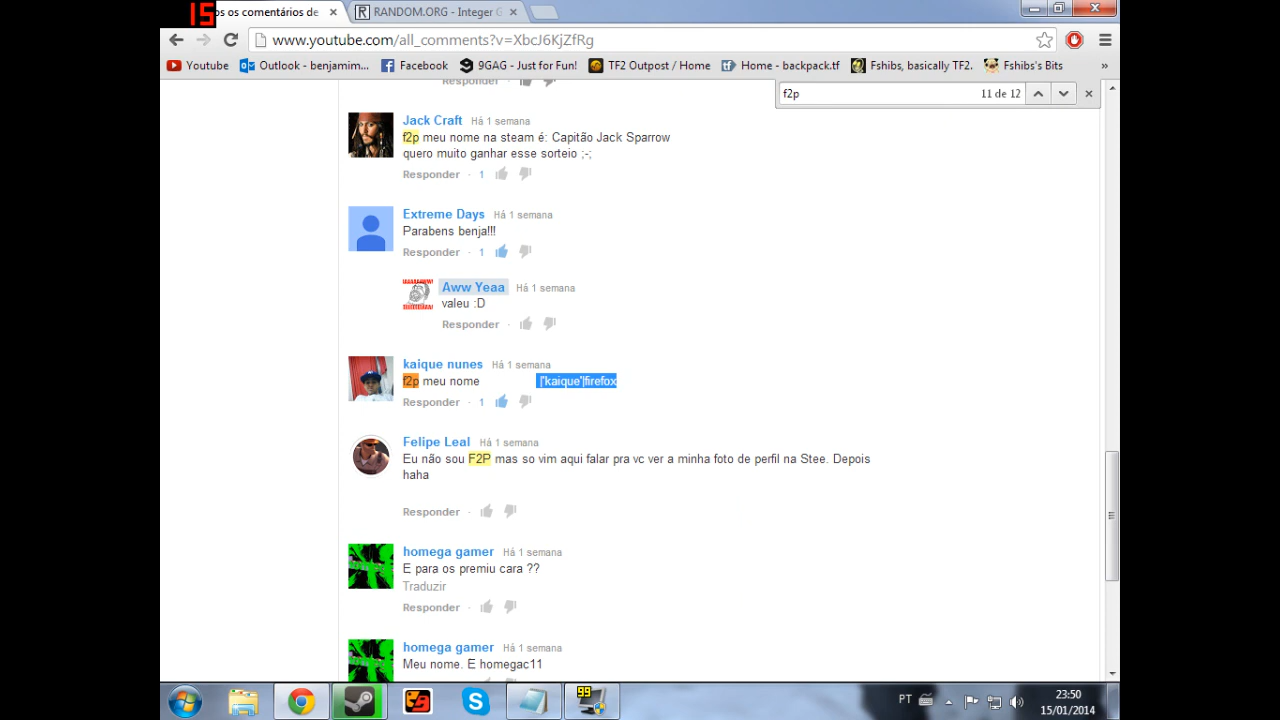 15
os os comentários de
RANDOM.ORG - Integer G
www.youtube.com/all_comments?v=XbcJ6KjZfRg
Youtube
Outlook - benjamim...
Facebook
9GAG - Just for Fun!
TF2 Outpost / Home
Home - backpack.tf
Fshibs, basically TF2.
Fshibs's Bits
»
f2p
11 de 12
Responder
Jack Craft Há 1 semana
f2p meu nome na steam é: Capitão Jack Sparrow
quero muito ganhar esse sorteio ;-;
Responder · 1
Extreme Days Há 1 semana
Parabens benja!!!
Responder · 1
Aww Yeaa Há 1 semana
valeu :D
Responder ·
kaique nunes Há 1 semana
f2p meu nome |"kaique"|firefox
Responder · 1
Felipe Leal Há 1 semana
Eu não sou F2P mas so vim aqui falar pra vc ver a minha foto de perfil na Stee. Depois
haha
Responder ·
homega gamer Há 1 semana
E para os premiu cara ??
Traduzir
Responder ·
homega gamer Há 1 semana
Meu nome. E homegac11
99
PT
23:50
15/01/2014